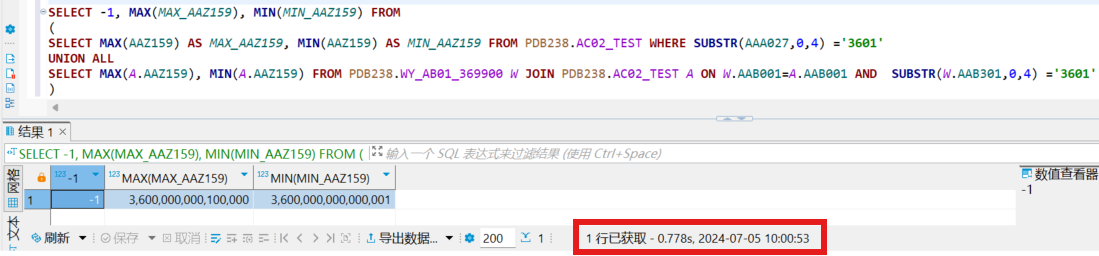 SELECT -1, MAX(MAX_AAZ159), MIN(MIN_AAZ159) FROM
(
SELECT MAX(AAZ159) AS MAX_AAZ159, MIN(AAZ159) AS MIN_AAZ159 FROM PDB238.AC02_TEST WHERE SUBSTR(AAA027,0,4) ='3601'
UNION ALL
SELECT MAX(A.AAZ159), MIN(A.AAZ159) FROM PDB238.WY_AB01_369900 W JOIN PDB238.AC02_TEST A ON W.AAB001=A.AAB001 AND SUBSTR(W.AAB301,0,4) ='3601'
)
结果 1 ×
SELECT -1, MAX(MAX_AAZ159), MIN(MIN_AAZ159) FROM ( 输入一个 SQL 表达式来过滤结果 (使用 Ctrl+Space)
网格
123 -1 123 MAX(MAX_AAZ159) 123 MIN(MIN_AAZ159)
数值查看器
1 -1 3,600,000,000,100,000 3,600,000,000,000,001
-1
文本
刷新 保存 取消 导出数据... 200 1 1 行已获取 - 0.778s, 2024-07-05 10:00:53